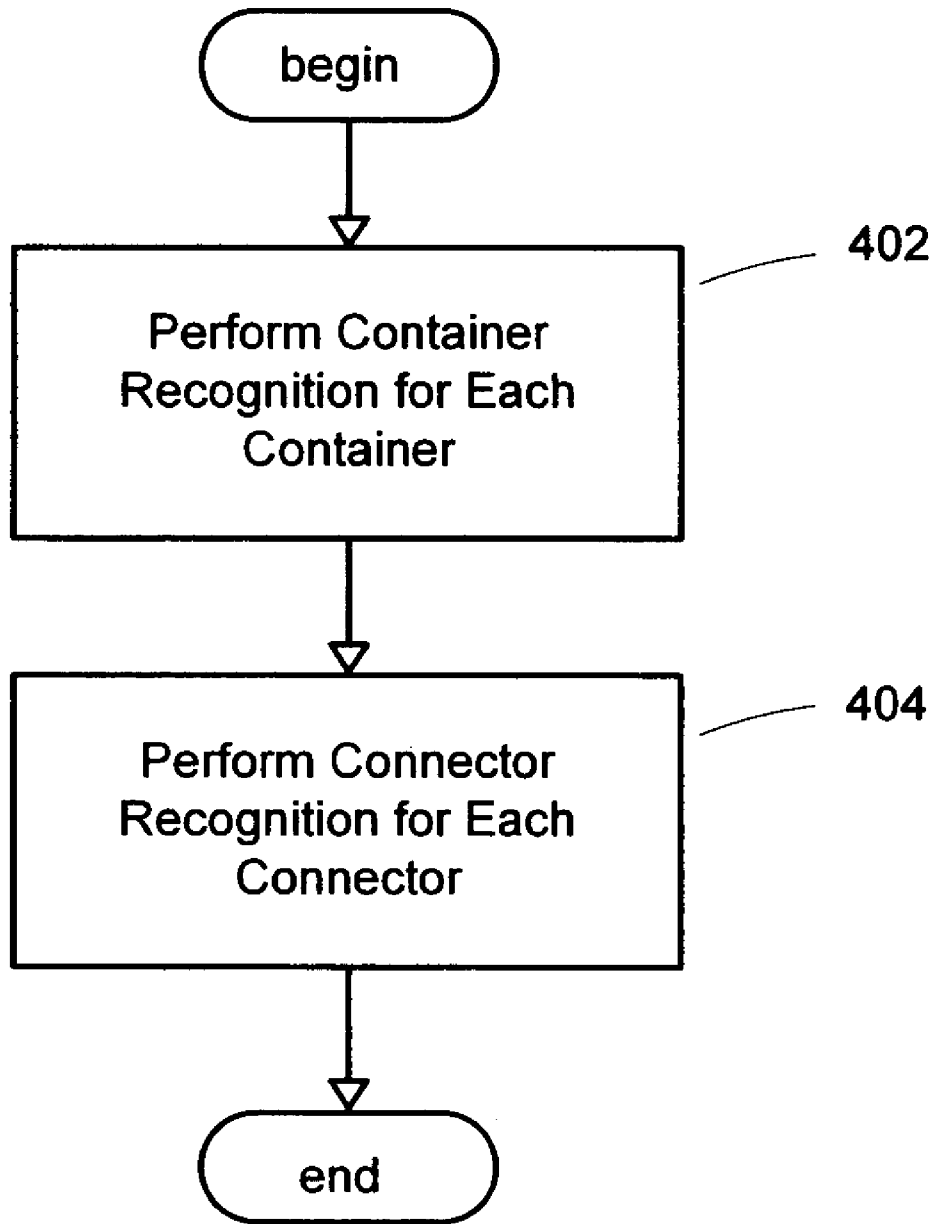 begin
402
Perform Container
Recognition for Each
Container
404
Perform Connector
Recognition for Each
Connector
end